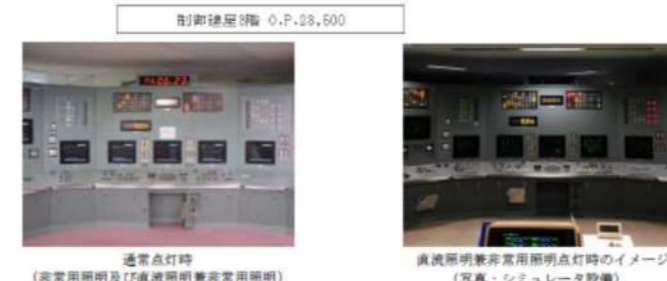 制御建屋3階 O.P.23,500
通常点灯時
(非常用照明及び直流照明兼非常用照明)
直流照明兼非常用照明点灯時のイメージ
(写真：シミュレータ設備)